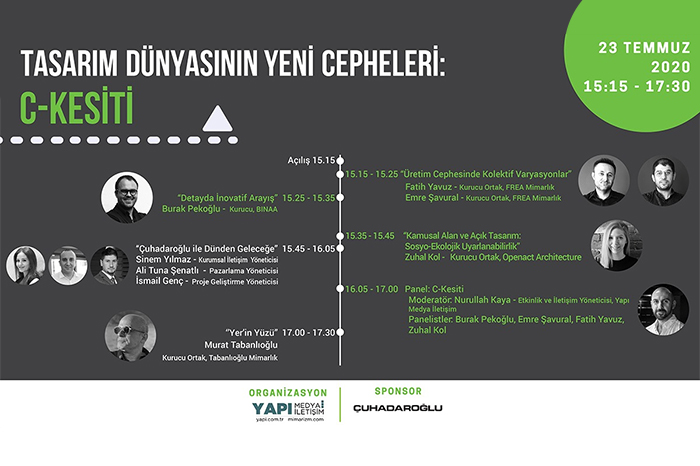 TASARIM DÜNYASININ YENİ CEPHELERİ:
C-KESİTİ
23 TEMMUZ
2020
15:15 - 17:30
Açılış 15.15
15.15 - 15.25 “Üretim Cephesinde Kolektif Varyasyonlar”
Fatih Yavuz - Kurucu Ortak, FREA Mimarlık
Emre Şavural - Kurucu Ortak, FREA Mimarlık
“Detayda İnovatif Arayış” 15.25 - 15.35
Burak Pekoğlu - Kurucu, BINAA
15.35 - 15.45 “Kamusal Alan ve Açık Tasarım:
Sosyo-Ekolojik Uyarlanabilirlik”
Zuhal Kol - Kurucu Ortak, Openact Architecture
“Çuhadaroğlu ile Dünden Geleceğe” 15.45 - 16.05
Sinem Yılmaz - Kurumsal İletişim Yöneticisi
Ali Tuna Şenatlı - Pazarlama Yöneticisi
İsmail Genç - Proje Geliştirme Yöneticisi
16.05 - 17.00 Panel: C-Kesiti
Moderatör: Nurullah Kaya - Etkinlik ve İletişim Yöneticisi, Yapı
Medya İletişim
Panelistler: Burak Pekoğlu, Emre Şavural, Fatih Yavuz,
Zuhal Kol
“Yer’in Yüzü” 17.00 - 17.30
Murat Tabanlıoğlu
Kurucu Ortak, Tabanlıoğlu Mimarlık
ORGANİZASYON
YAPI MEDYA İLETİŞİM
yapi.com.tr mimarizm.com
SPONSOR
ÇUHADAROĞLU